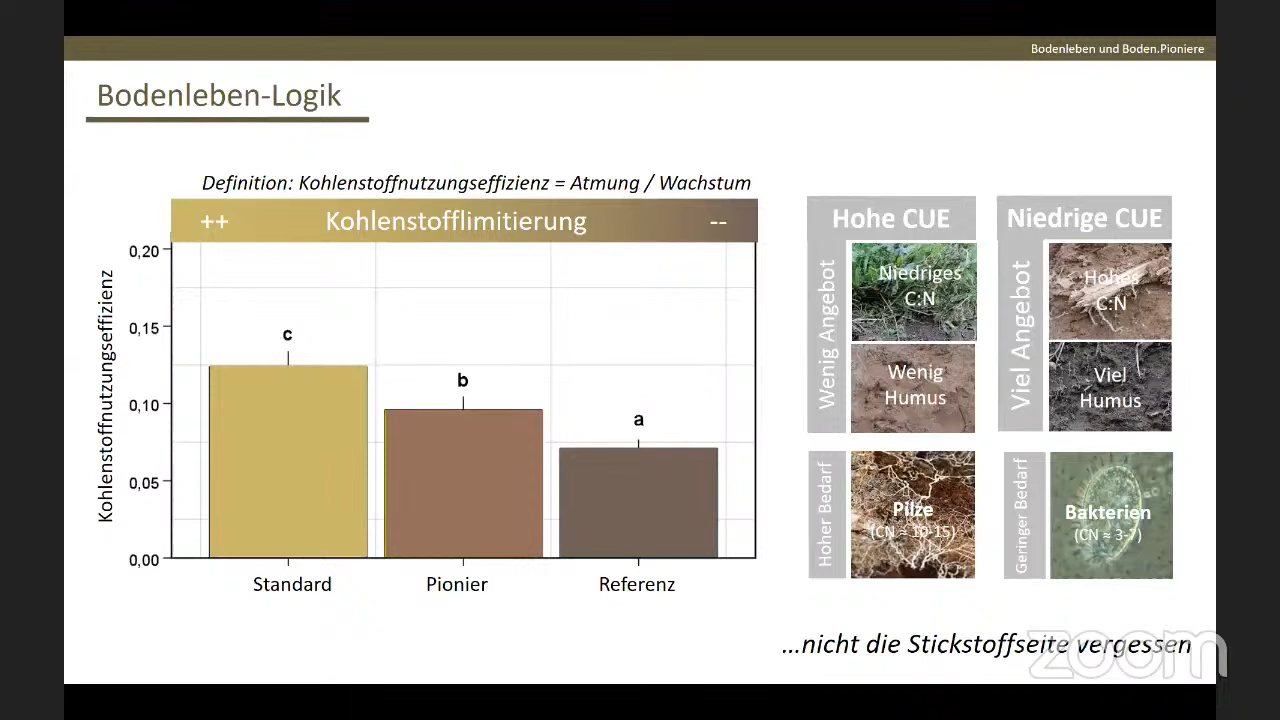 Bodenleben und Boden.Pioniere
Bodenleben-Logik
Definition: Kohlenstoffnutzungseffizienz = Atmung / Wachstum
++ Kohlenstofflimitierung --
Kohlenstoffnutzungseffizienz
0,20
0,15
0,10
0,05
0,00
c
b
a
Standard
Pionier
Referenz
Hohe CUE
Wenig Angebot
Niedriges
C:N
Wenig
Humus
Hoher Bedarf
Pilze
(CN ≈ 10-15)
Niedrige CUE
Viel Angebot
Hohes
C:N
Viel
Humus
Geringer Bedarf
Bakterien
(CN ≈ 3-7)
...nicht die Stickstoffseite vergessen
zoom